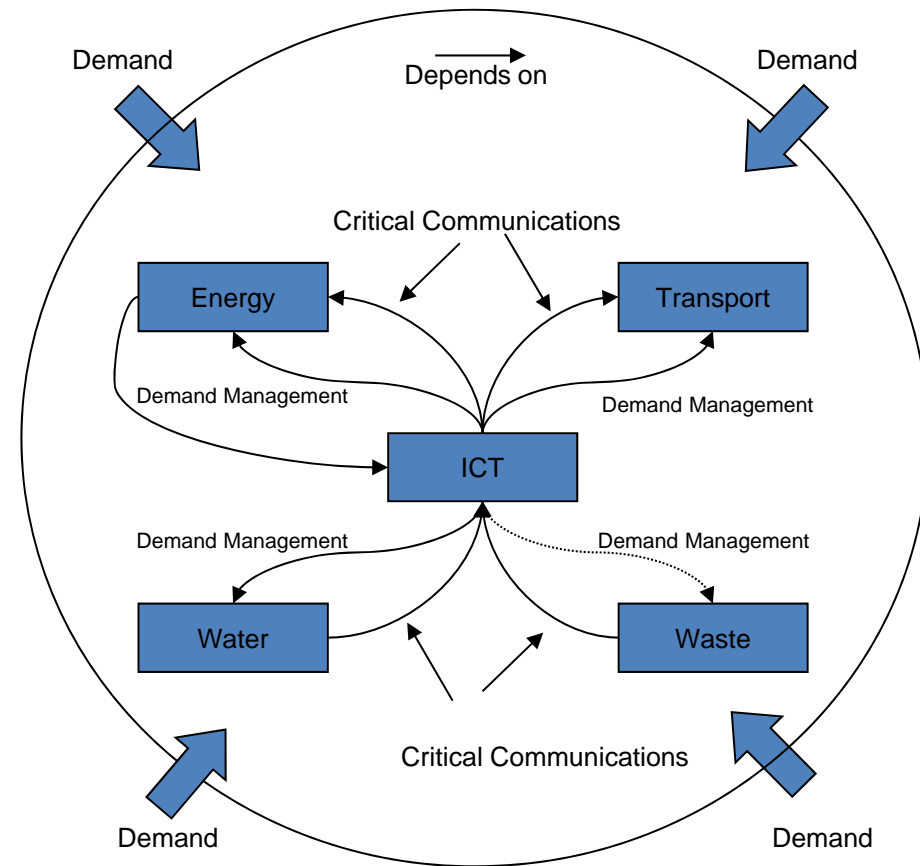 Demand
Demand
Depends on
Critical Communications
Energy
Transport
Demand Management
Demand Management
ICT
Demand Management
Demand Management
Water
Waste
Critical Communications
Demand
Demand